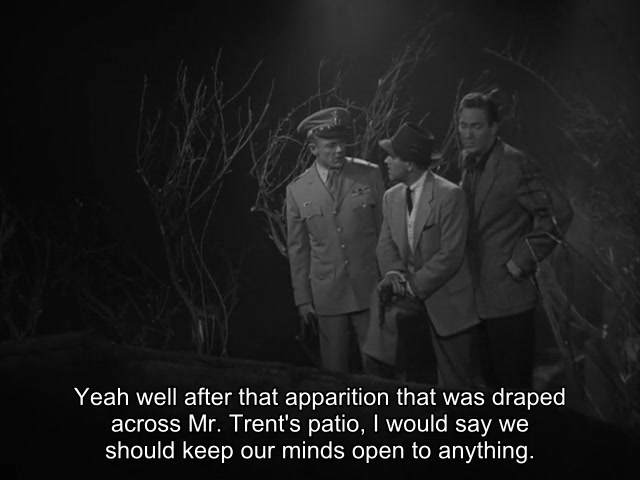 Yeah well after that apparition that was draped
across Mr. Trent's patio, I would say we
should keep our minds open to anything.